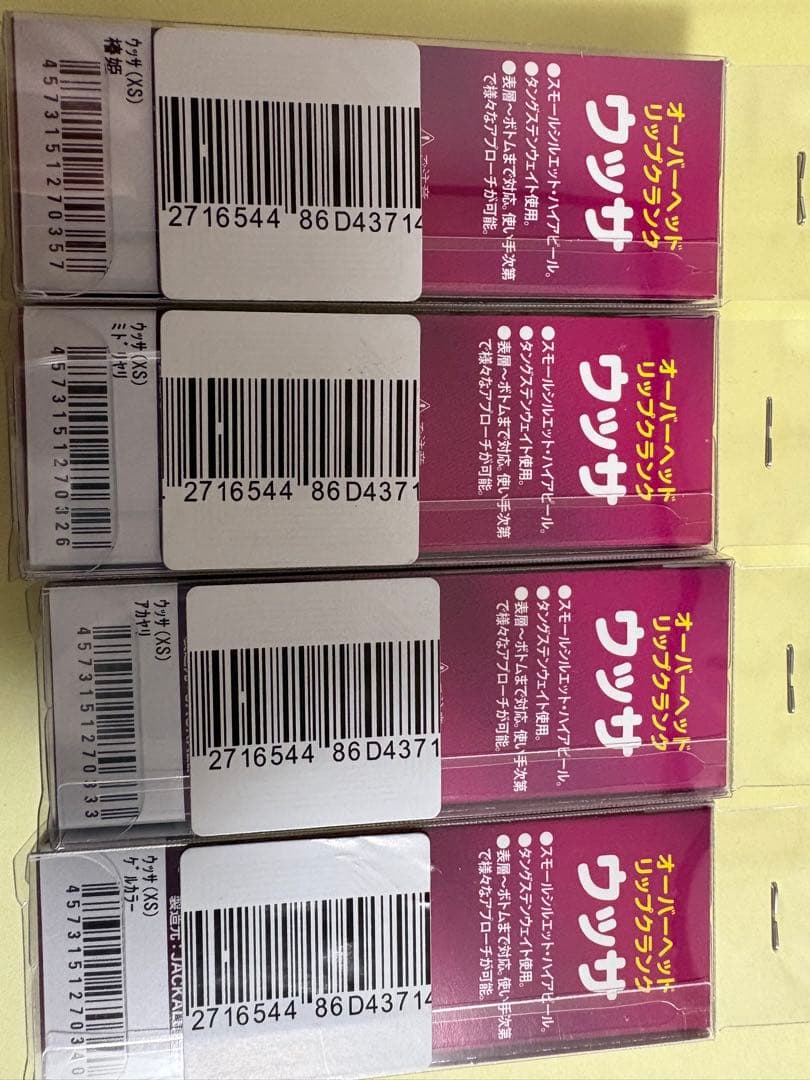 オーバーヘッド
リップクランク
ウッサ
●スモールシルエット・ハイアピール。
●タングステンウェイト使用。
●表層〜ボトムまで対応。使い手次第
で様々なアプローチが可能。
2716544 86D43714
ウッサ(XS)
椿姫
4573151270357
オーバーヘッド
リップクランク
ウッサ
●スモールシルエット・ハイアピール。
●タングステンウェイト使用。
●表層〜ボトムまで対応。使い手次第
で様々なアプローチが可能。
2716544 86D4371
ウッサ(XS)
ミドリヤリ
4573151270326
オーバーヘッド
リップクランク
ウッサ
●スモールシルエット・ハイアピール。
●タングステンウェイト使用。
●表層〜ボトムまで対応。使い手次第
で様々なアプローチが可能。
2716544 86D4371
ウッサ(XS)
アカヤリ
4573151270333
オーバーヘッド
リップクランク
ウッサ
●スモールシルエット・ハイアピール。
●タングステンウェイト使用。
●表層〜ボトムまで対応。使い手次第
で様々なアプローチが可能。
2716544 86D43714
製造元：JACKA
ウッサ(XS)
ゲルカラー
4573151270340